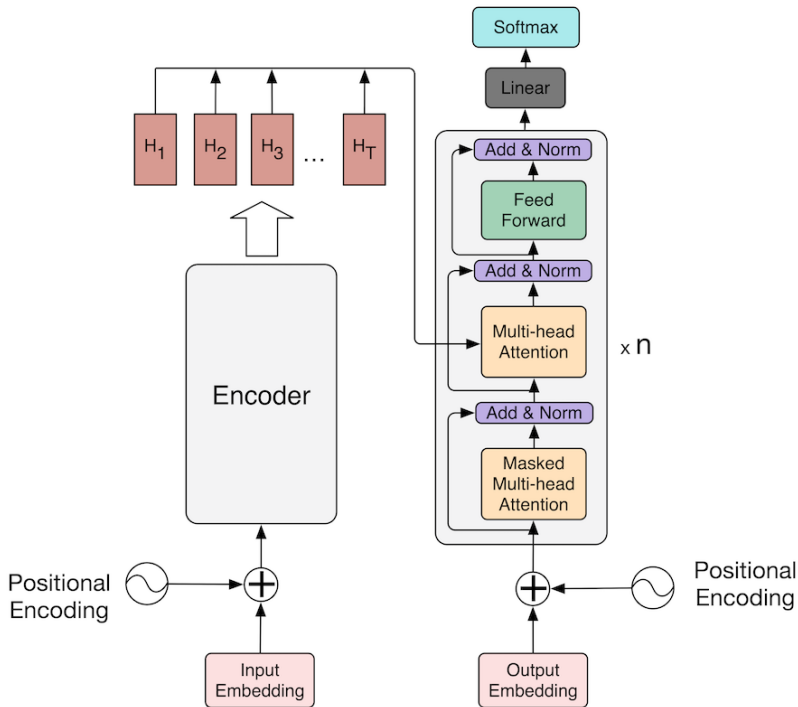 Softmax
Linear
H1
H2
H3
...
HT
Add & Norm
Feed
Forward
Add & Norm
Multi-head
Attention
x n
Encoder
Add & Norm
Masked
Multi-head
Attention
Positional
Encoding
Positional
Encoding
Input
Embedding
Output
Embedding